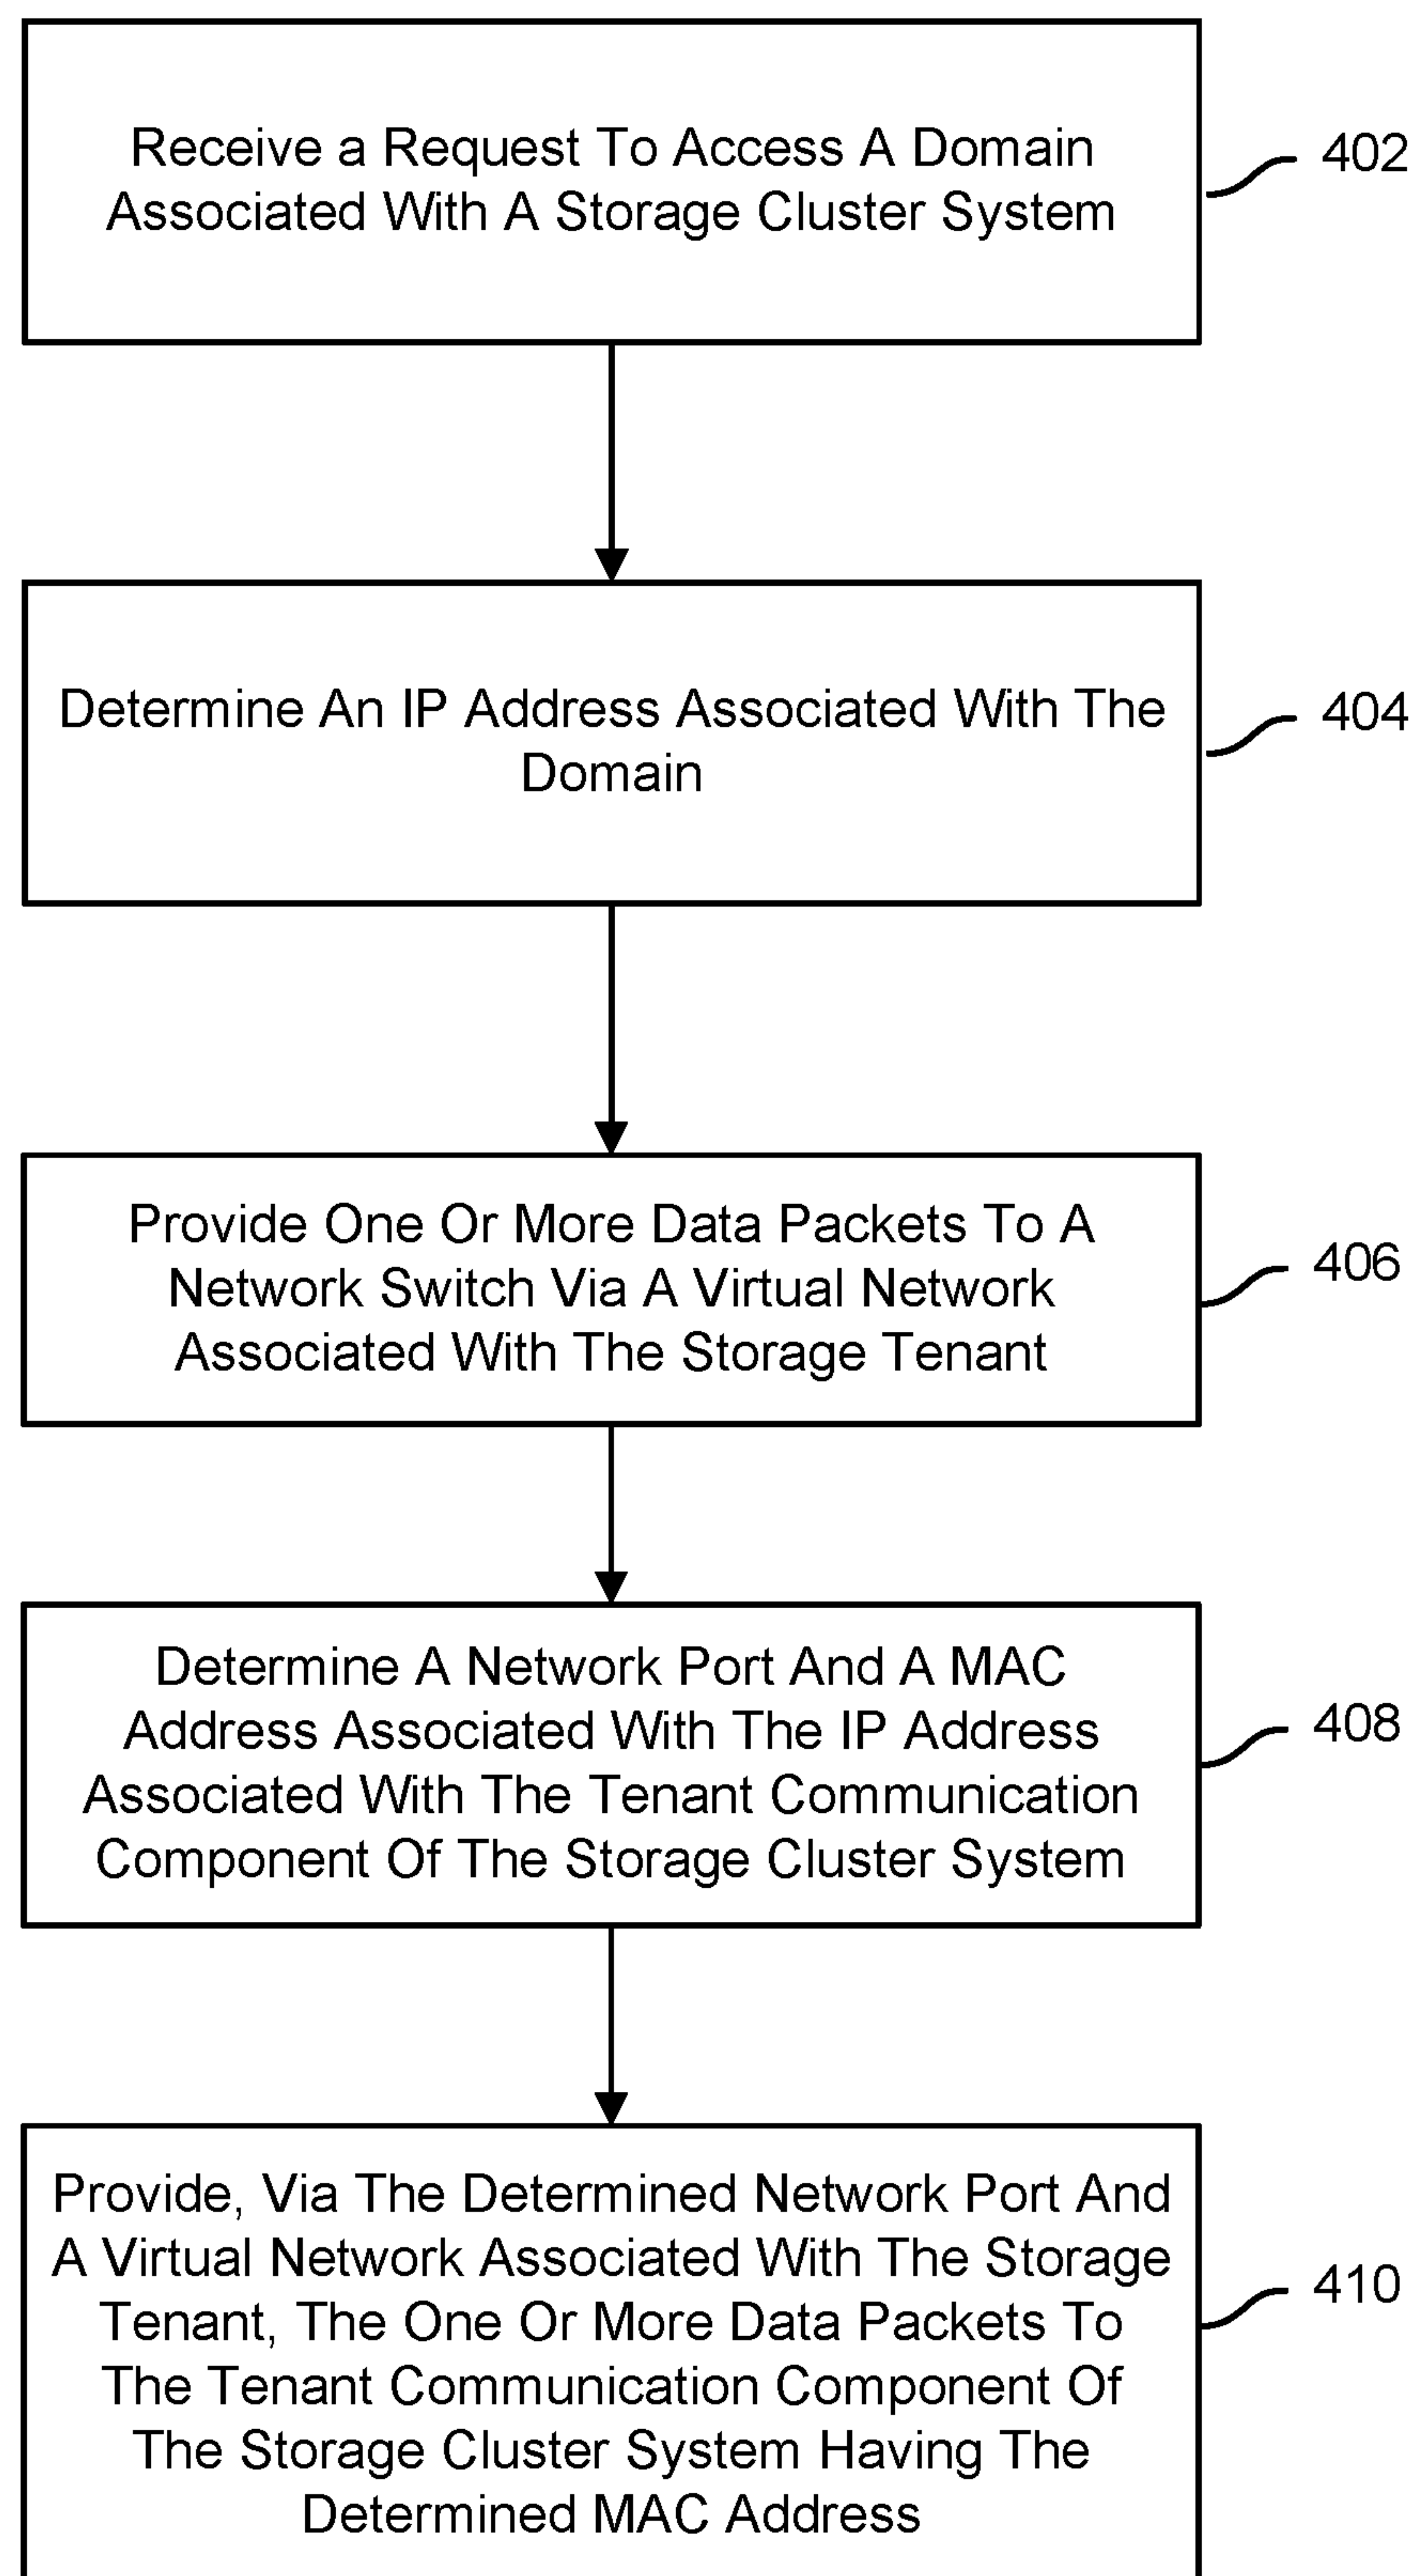 Receive a Request To Access A Domain
Associated With A Storage Cluster System
402
Determine An IP Address Associated With The
Domain
404
Provide One Or More Data Packets To A
Network Switch Via A Virtual Network
Associated With The Storage Tenant
406
Determine A Network Port And A MAC
Address Associated With The IP Address
Associated With The Tenant Communication
Component Of The Storage Cluster System
408
Provide, Via The Determined Network Port And
A Virtual Network Associated With The Storage
Tenant, The One Or More Data Packets To
The Tenant Communication Component Of
The Storage Cluster System Having The
Determined MAC Address
410